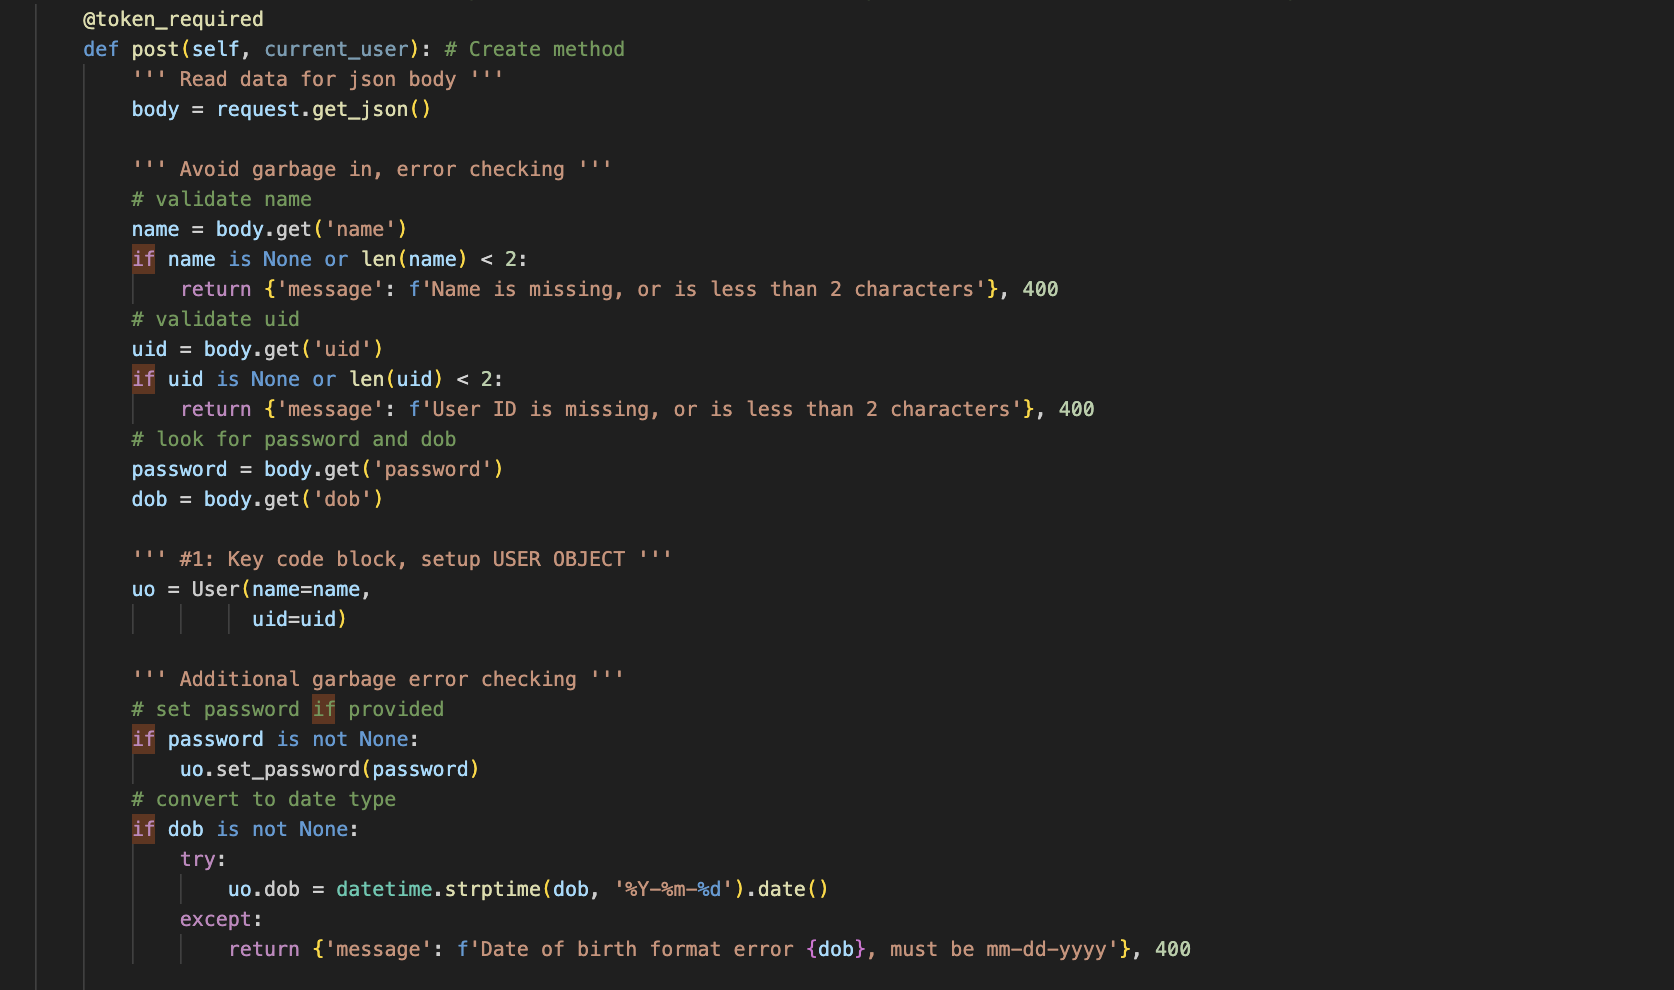 @token_required
def post(self, current_user): # Create method
''' Read data for json body '''
body = request.get_json()
''' Avoid garbage in, error checking '''
# validate name
name = body.get('name')
if name is None or len(name) < 2:
return {'message': f'Name is missing, or is less than 2 characters'}, 400
# validate uid
uid = body.get('uid')
if uid is None or len(uid) < 2:
return {'message': f'User ID is missing, or is less than 2 characters'}, 400
# look for password and dob
password = body.get('password')
dob = body.get('dob')
''' #1: Key code block, setup USER OBJECT '''
uo = User(name=name,
uid=uid)
''' Additional garbage error checking '''
# set password if provided
if password is not None:
uo.set_password(password)
# convert to date type
if dob is not None:
try:
uo.dob = datetime.strptime(dob, '%Y-%m-%d').date()
except:
return {'message': f'Date of birth format error {dob}, must be mm-dd-yyyy'}, 400